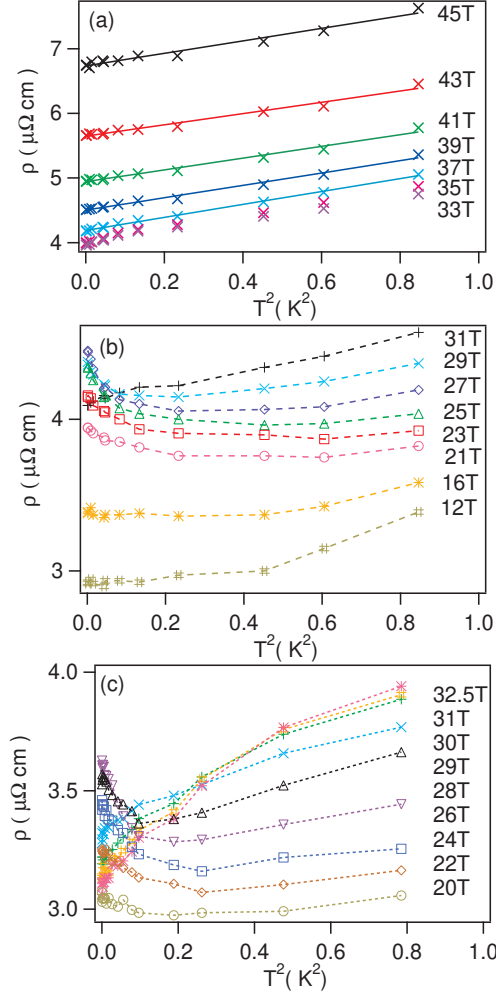 (a)
45T
43T
41T
39T
37T
35T
33T
7
6
5
4
ρ ( μΩ cm )
0.0 0.2 0.4 0.6 0.8 1.0
T²( K²)
(b)
31T
29T
27T
25T
23T
21T
16T
12T
4
3
ρ ( μΩ cm )
0.0 0.2 0.4 0.6 0.8 1.0
T²( K²)
(c)
32.5T
31T
30T
29T
28T
26T
24T
22T
20T
4.0
3.5
3.0
ρ ( μΩ cm)
0.0 0.2 0.4 0.6 0.8 1.0
T²( K²)